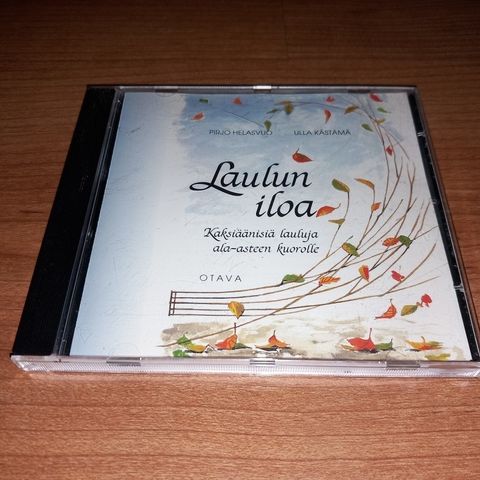 PIRJO HELASVUO ULLA KÄSTÄMÄ
Laulun
iloa
Kaksiäänisiä lauluja
ala-asteen kuorolle
OTAVA